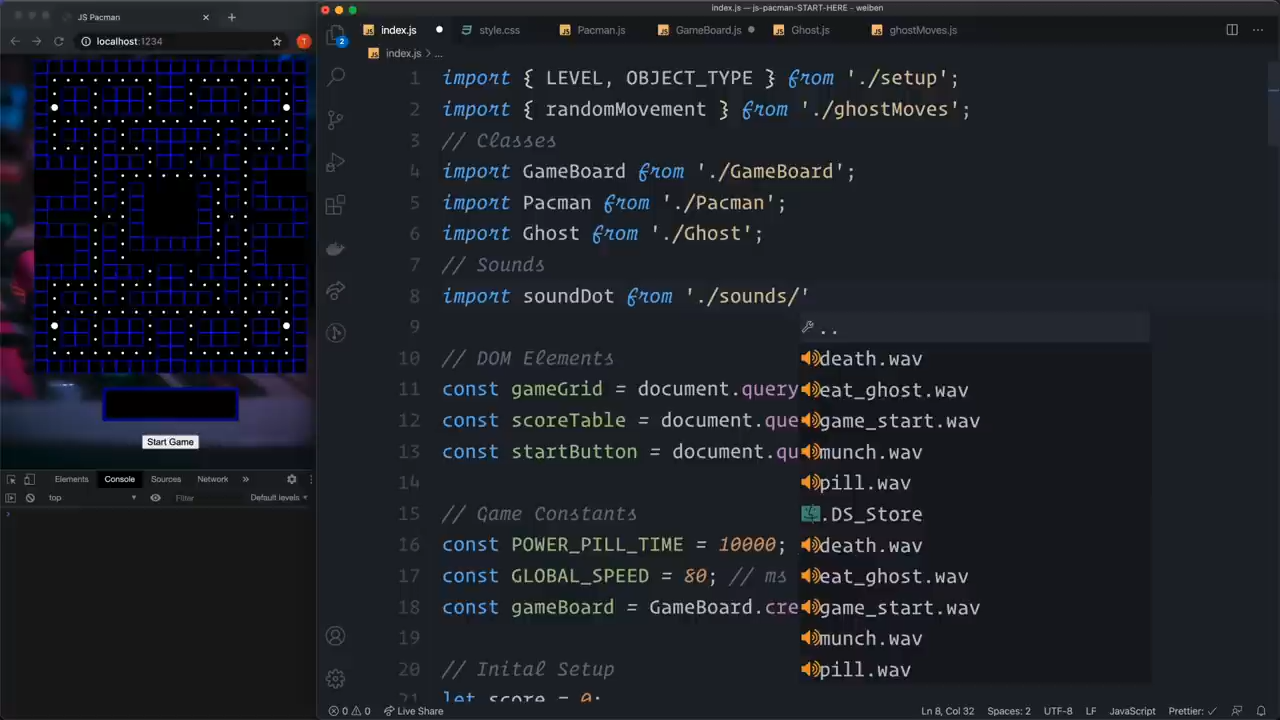 JS Pacman
index.js — js-pacman-START-HERE — weiben
localhost:1234
T
index.js
style.css
Pacman.js
GameBoard.js
Ghost.js
ghostMoves.js
2
index.js > ...
1 import { LEVEL, OBJECT_TYPE } from './setup';
2 import { randomMovement } from './ghostMoves';
3 // Classes
4 import GameBoard from './GameBoard';
5 import Pacman from './Pacman';
6 import Ghost from './Ghost';
7 // Sounds
8 import soundDot from './sounds/'
9
10 // DOM Elements
11 const gameGrid = document.query
12 const scoreTable = document.que
13 const startButton = document.qu
14
15 // Game Constants
16 const POWER_PILL_TIME = 10000;
17 const GLOBAL_SPEED = 80; // ms
18 const gameBoard = GameBoard.cre
19
20 // Inital Setup
21 let score = 0;
..
death.wav
eat_ghost.wav
game_start.wav
munch.wav
pill.wav
.DS_Store
death.wav
eat_ghost.wav
game_start.wav
munch.wav
pill.wav
Start Game
Elements Console Sources Network »
top Filter Default levels
0 0 Live Share
Ln 8, Col 32 Spaces: 2 UTF-8 LF JavaScript Prettier: ✓